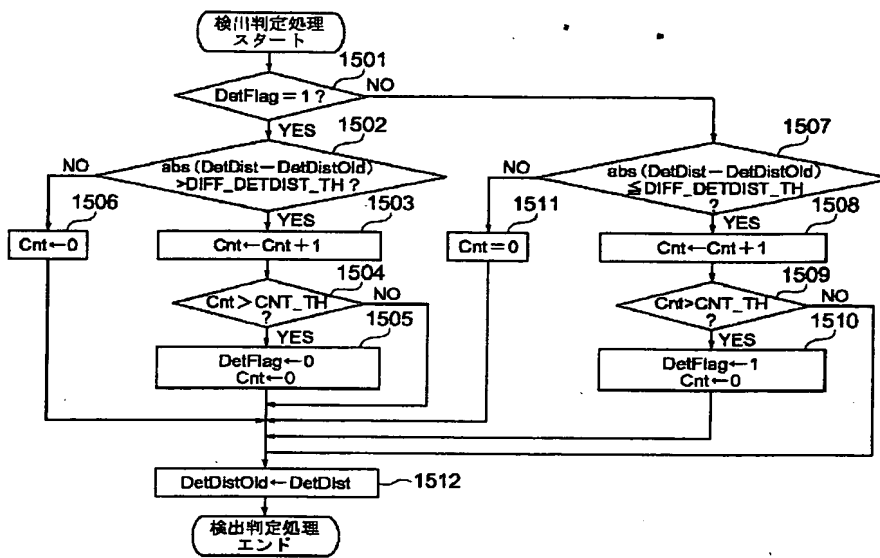 検川判定処理
スタート
1501
DetFlag=1?
NO
YES
1502
abs(DetDist-DetDistOld)
>DIFF_DETDIST_TH?
NO
YES
1506
Cnt←0
1503
Cnt←Cnt+1
1504
Cnt>CNT_TH
?
NO
YES
1505
DetFlag←0
Cnt←0
1507
abs(DetDist-DetDistOld)
≦DIFF_DETDIST_TH
?
NO
YES
1511
Cnt=0
1508
Cnt←Cnt+1
1509
Cnt>CNT_TH
?
NO
YES
1510
DetFlag←1
Cnt←0
DetDistOld←DetDist
1512
検出判定処理
エンド